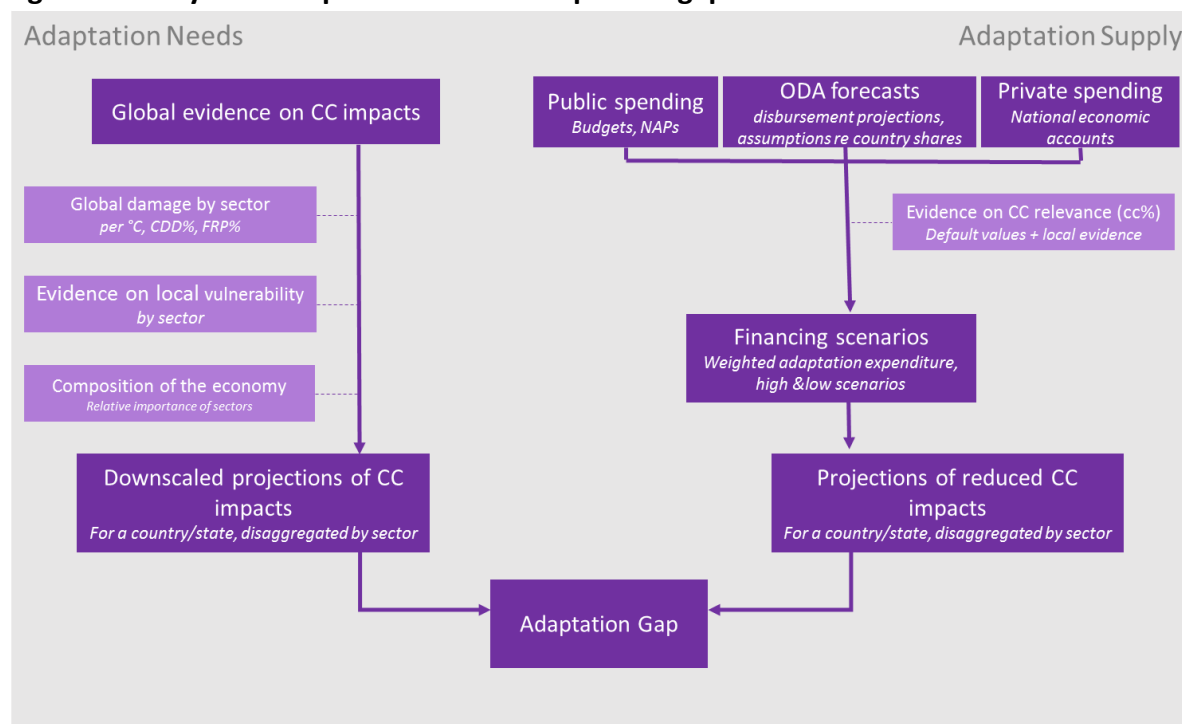 Adaptation Needs
Adaptation Supply
Global evidence on CC impacts
Global damage by sector
per °C, CDD%, FRP%
Evidence on local vulnerability
by sector
Composition of the economy
Relative importance of sectors
Downscaled projections of CC
impacts
For a country/state, disaggregated by sector
Public spending
Budgets, NAPs
ODA forecasts
disbursement projections,
assumptions re country shares
Private spending
National economic
accounts
Evidence on CC relevance (cc%)
Default values + local evidence
Financing scenarios
Weighted adaptation expenditure,
high &low scenarios
Projections of reduced CC
impacts
For a country/state, disaggregated by sector
Adaptation Gap